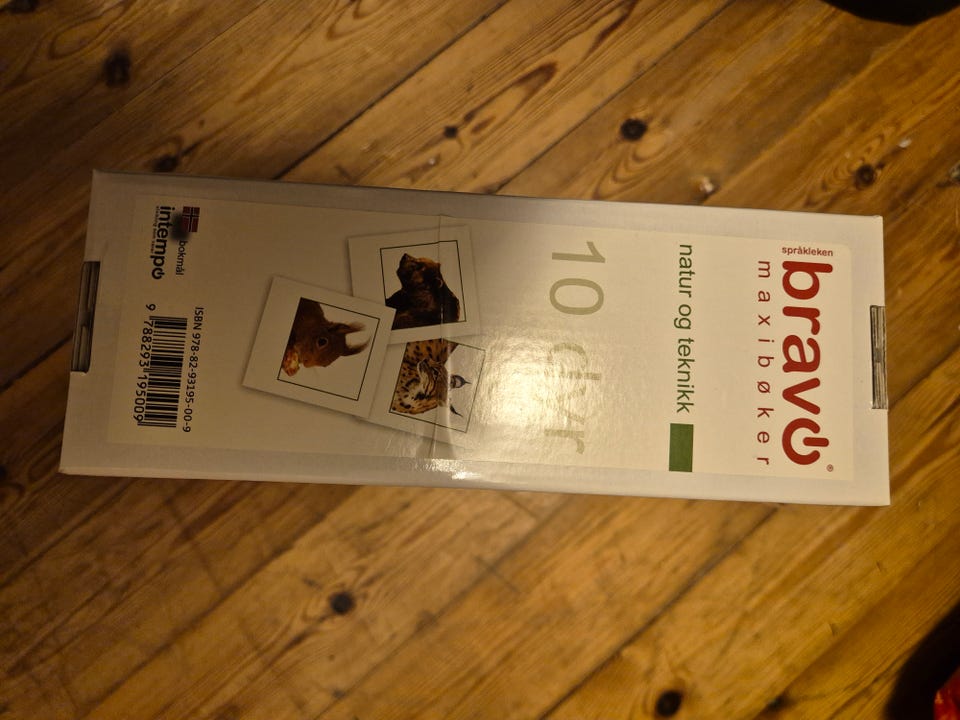 språkleken
bravo®
maxibøker
natur og teknikk
10 dyr
ISBN 978-82-93195-00-9
9 788293 195009
bokmål
intempo